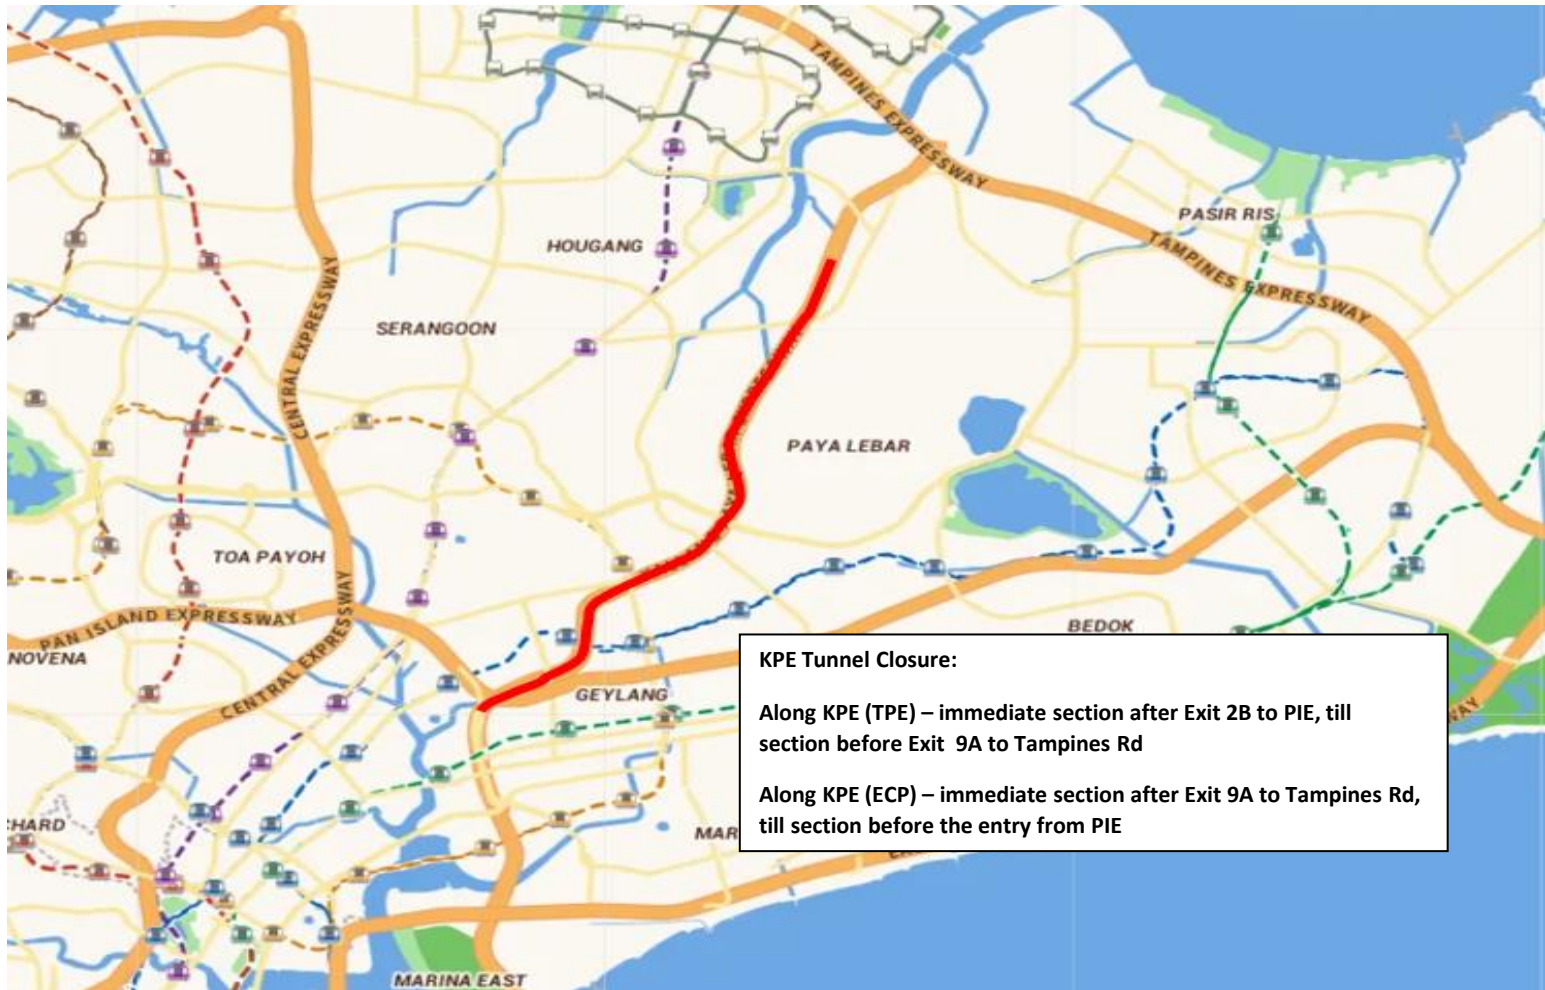 TAMPINES EXPRESSWAY
PASIR RIS
HOUGANG
TAMPINES EXPRESSWAY
SERANGOON
CENTRAL EXPRESSWAY
PAYA LEBAR
TOA PAYOH
PAN ISLAND EXPRESSWAY
BEDOK
NOVENA
CENTRAL EXPRESSWAY
GEYLANG
KPE Tunnel Closure:
Along KPE (TPE) – immediate section after Exit 2B to PIE, till
section before Exit 9A to Tampines Rd
Along KPE (ECP) – immediate section after Exit 9A to Tampines Rd,
till section before the entry from PIE
WAY
CHARD
MAR
MARINA EAST